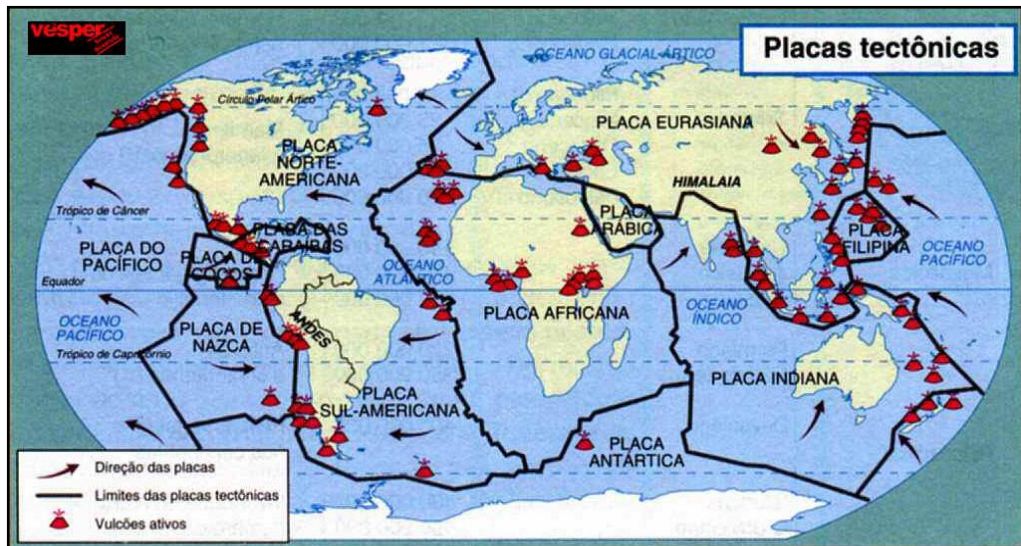 vesper
Placas tectônicas
OCEANO GLACIAL ÁRTICO
Círculo Polar Ártico
PLACA EURASIANA
PLACA
NORTE-
AMERICANA
HIMALAIA
Trópico de Câncer
PLACA DAS
CARAÍBAS
PLACA
ARÁBICA
PLACA DO
PACÍFICO
PLACA DE
COCOS
PLACA
FILIPINA
OCEANO
PACÍFICO
OCEANO
ATLÂNTICO
Equador
ANDES
PLACA AFRICANA
OCEANO
ÍNDICO
OCEANO
PACÍFICO
PLACA DE
NAZCA
Trópico de Capricórnio
PLACA INDIANA
PLACA
SUL-AMERICANA
PLACA
ANTÁRTICA
Direção das placas
Limites das placas tectônicas
Vulcões ativos